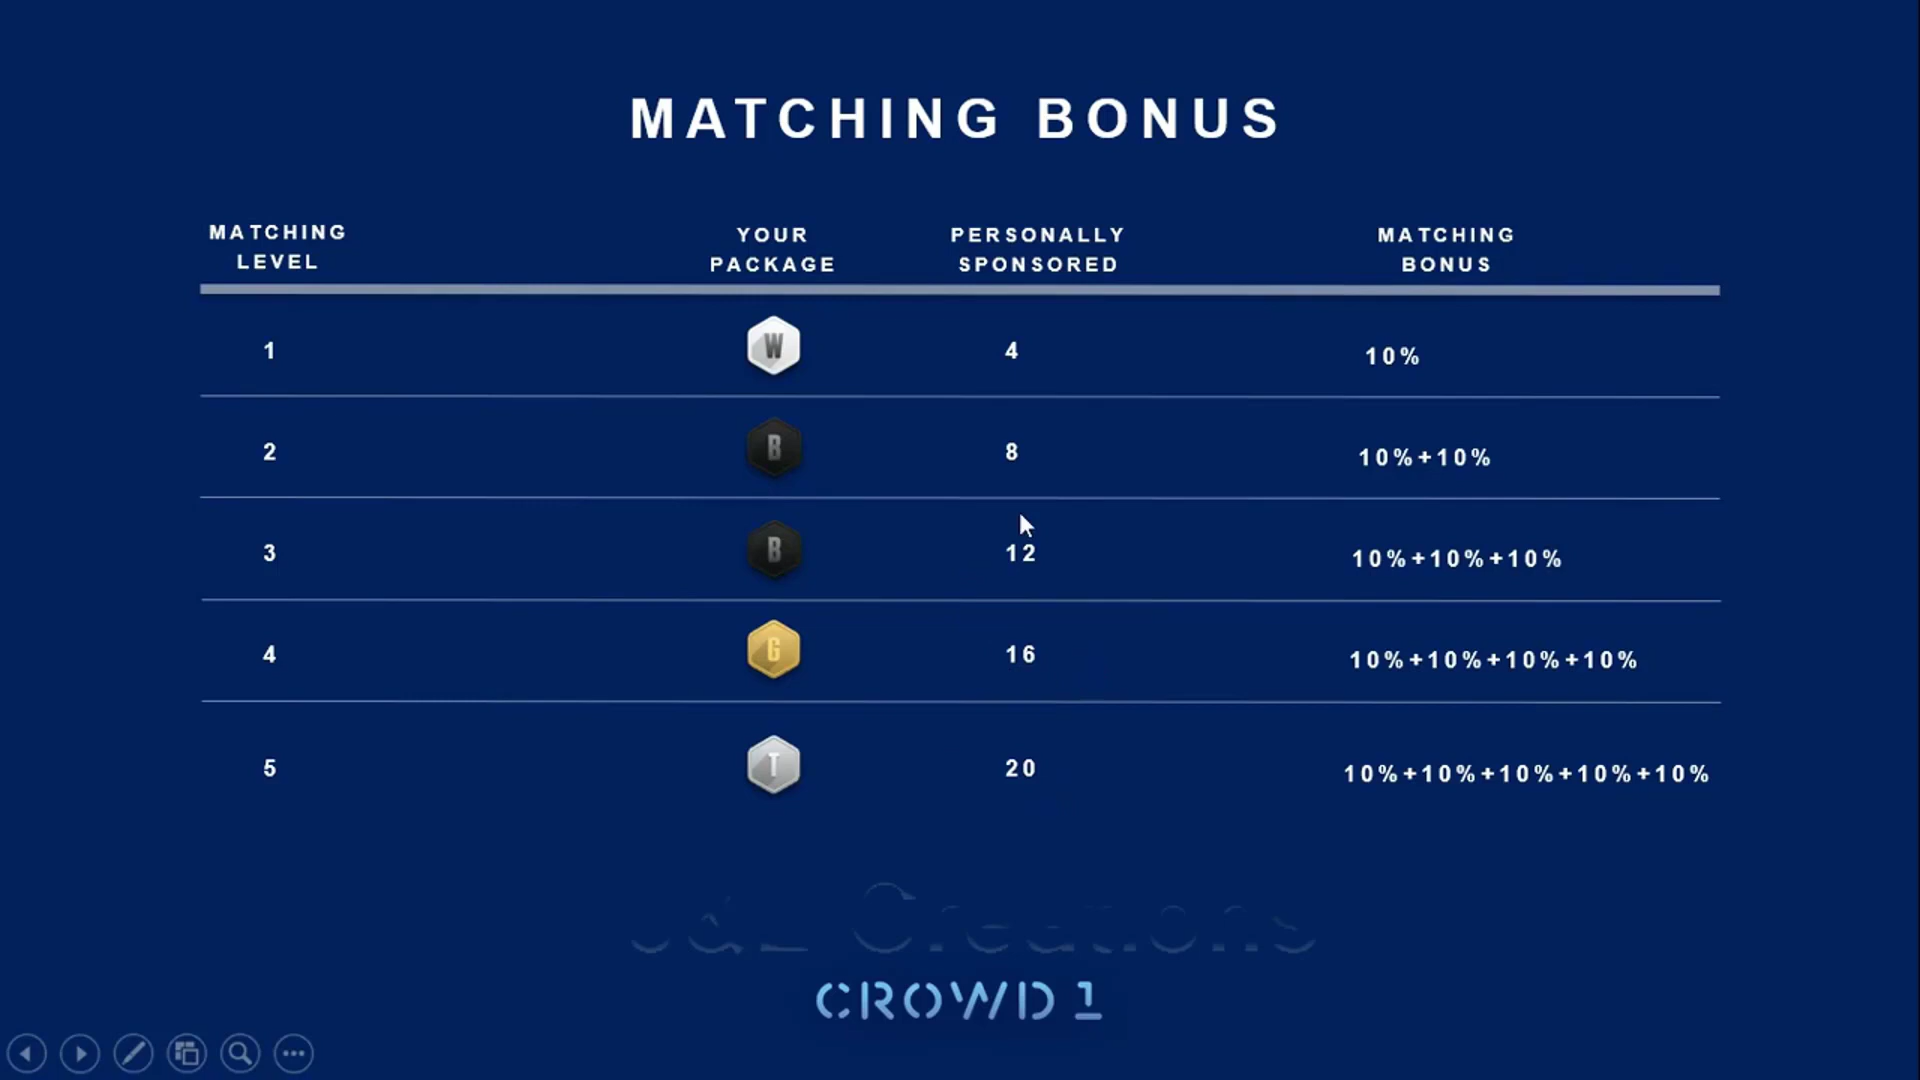 MATCHING BONUS
MATCHING LEVEL
YOUR PACKAGE
PERSONALLY SPONSORED
MATCHING BONUS
1 W 4 10%
2 B 8 10%+10%
3 B 12 10%+10%+10%
4 G 16 10%+10%+10%+10%
5 T 20 10%+10%+10%+10%+10%
Creations
CROWD 1